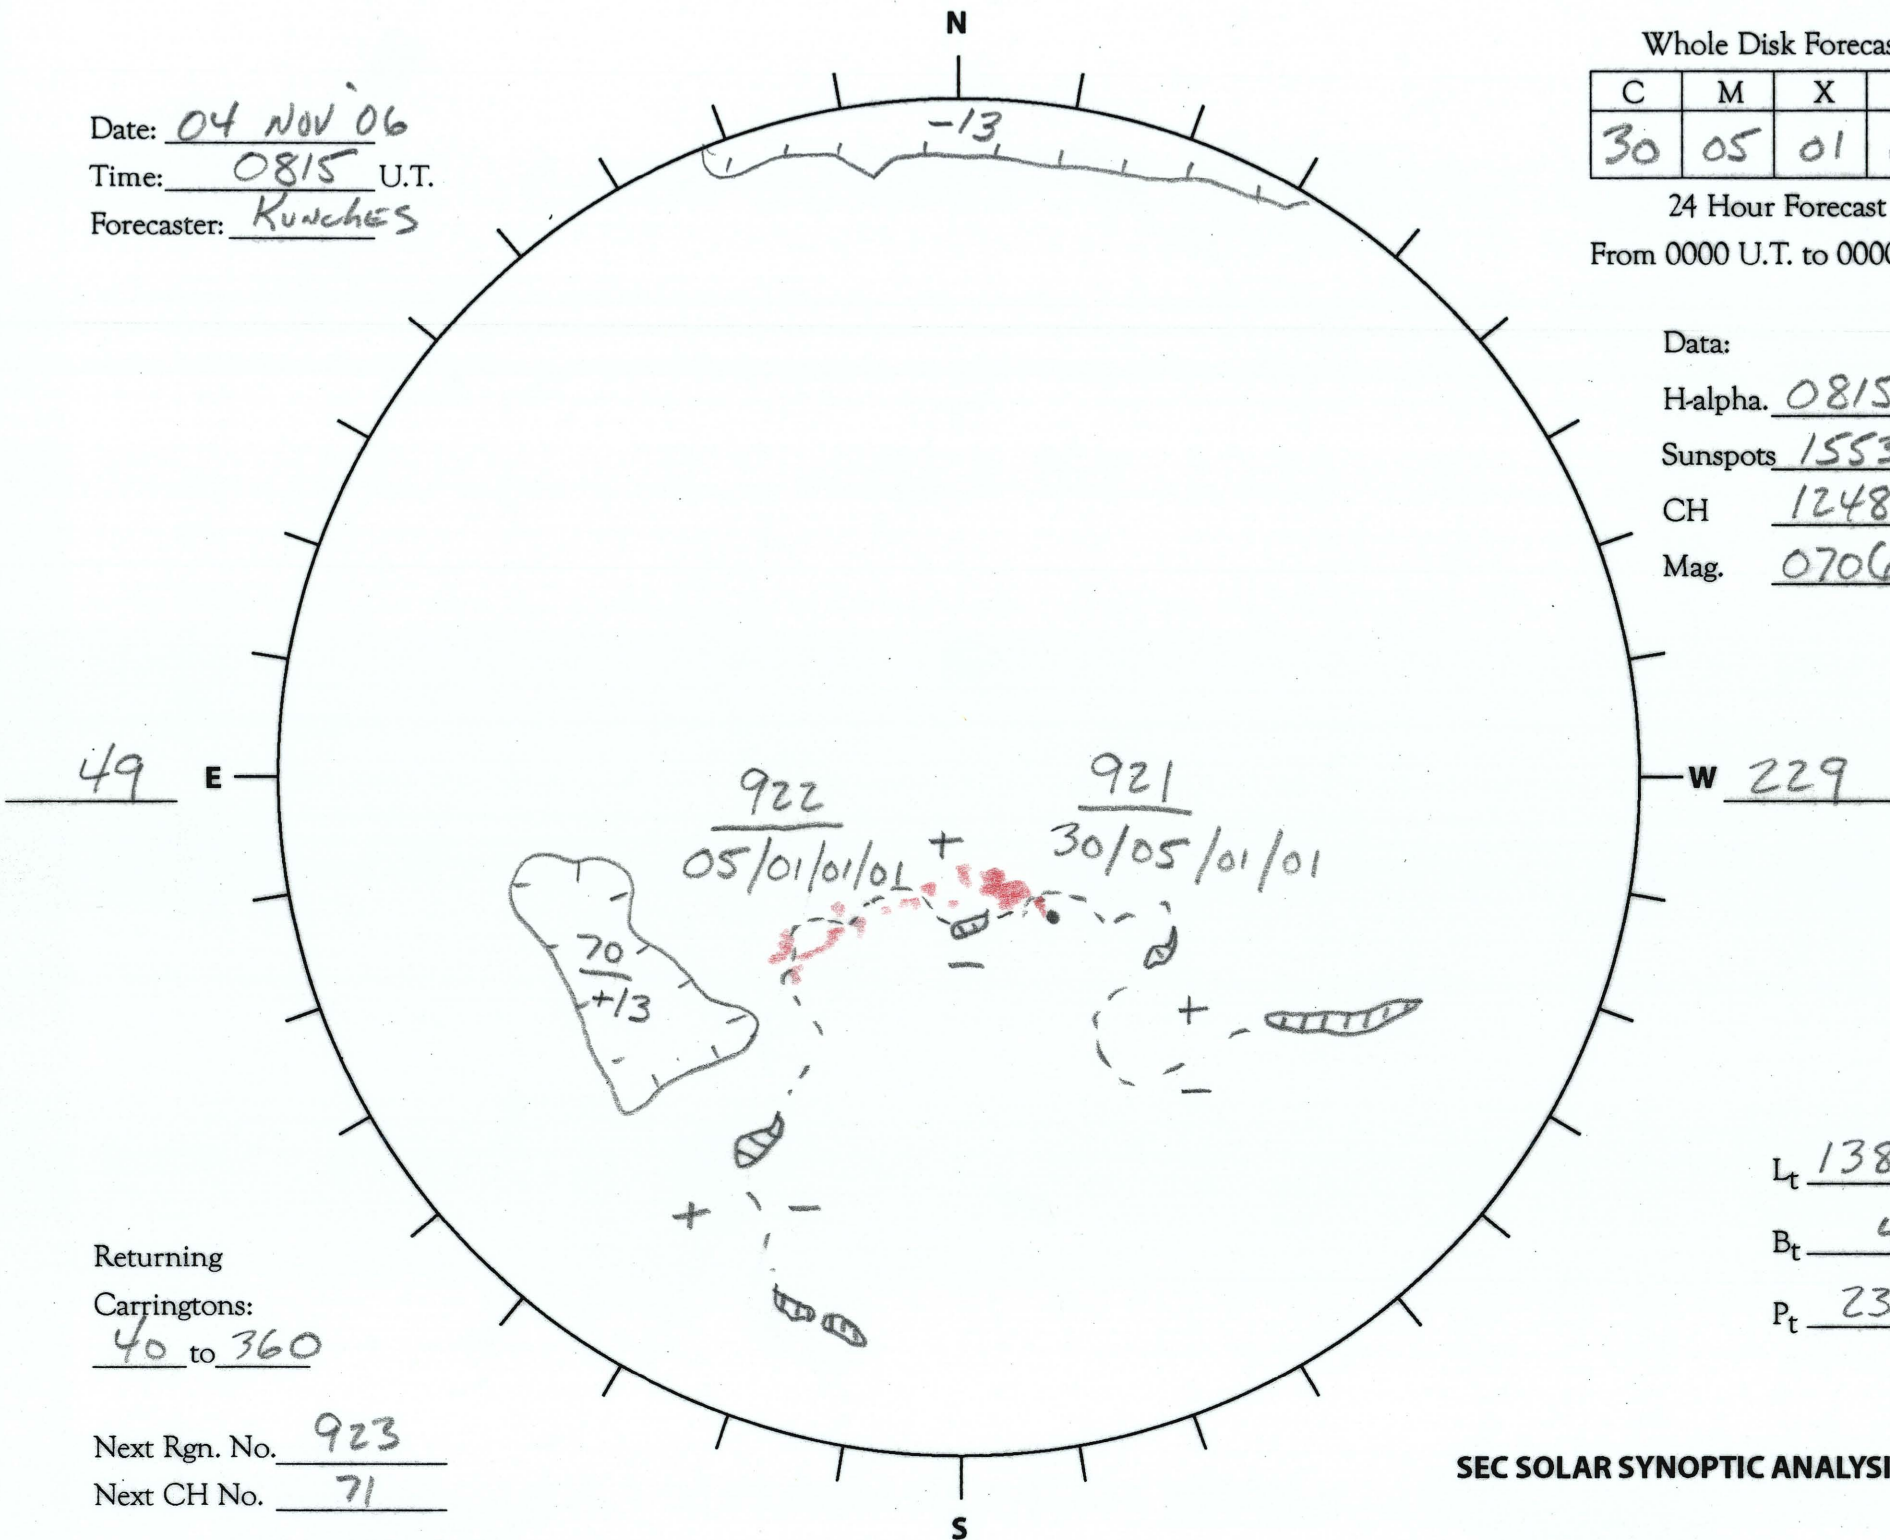 N
Whole Disk Forecas
C M X
30 05 01
24 Hour Forecast
From 0000 U.T. to 0000
Date: 04 NOV '06
Time: 0815 U.T.
Forecaster: KUNCHES
-13
Data:
H-alpha. 0815
Sunspots 1553
CH 1248
Mag. 0706
49 E
W 229
922
05/01/01/01
921
30/05/01/01
+
-
70
+13
+
-
+ -
Lt 138
Bt
Pt 23
Returning
Carringtons:
40 to 360
Next Rgn. No. 923
Next CH No. 71
SEC SOLAR SYNOPTIC ANALYSI
S